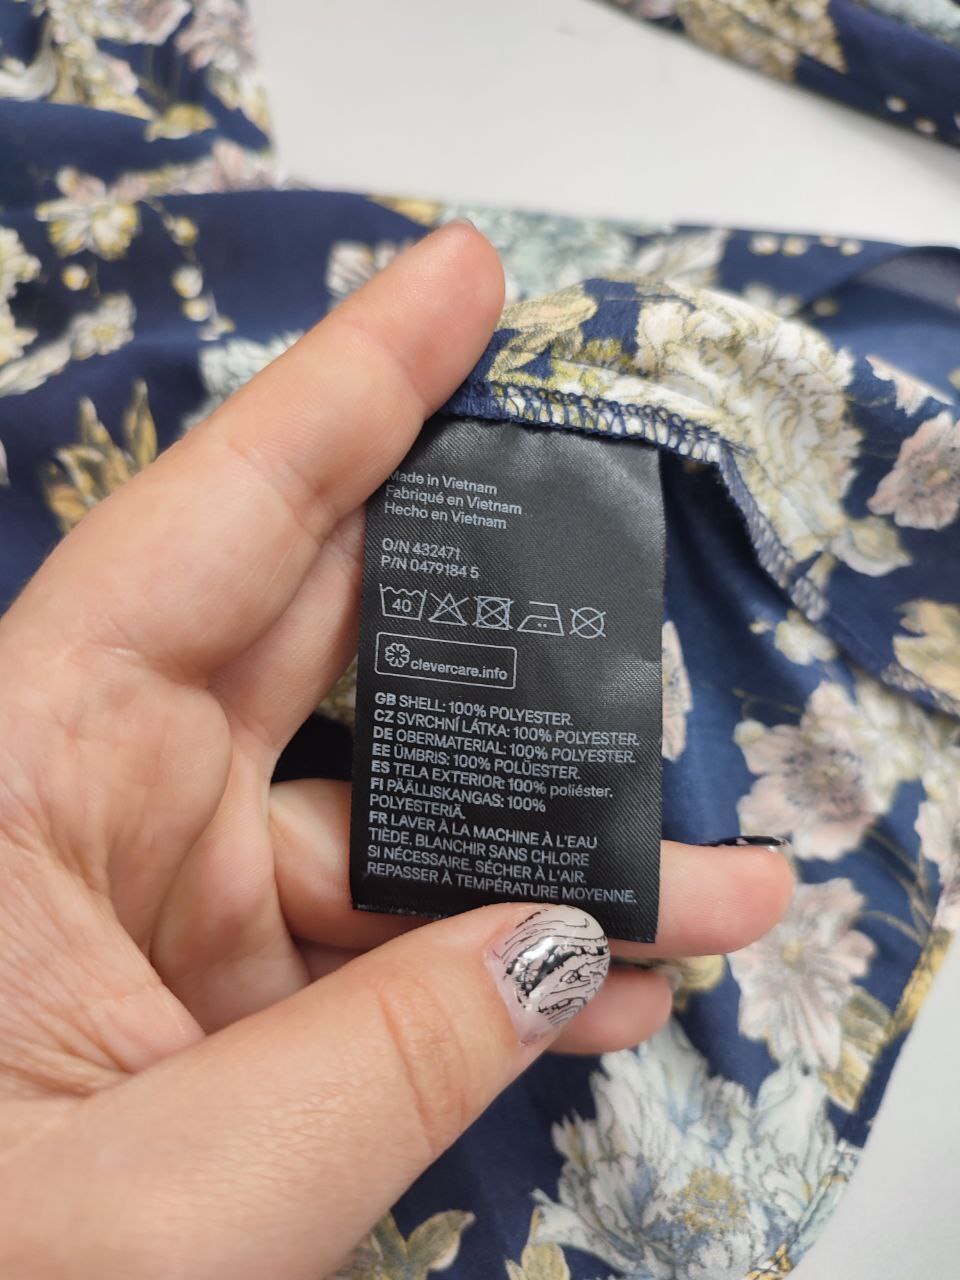 Made in Vietnam
Fabriqué en Vietnam
Hecho en Vietnam
O/N 432471
P/N 0479184 5
40
clevercare.info
GB SHELL: 100% POLYESTER.
CZ SVRCHNÍ LÁTKA: 100% POLYESTER.
DE OBERMATERIAL: 100% POLYESTER.
EE ÜMBRIS: 100% POLÜESTER.
ES TELA EXTERIOR: 100% poliéster.
FI PÄÄLLISKANGAS: 100%
POLYESTERIÄ.
FR LAVER À LA MACHINE À L'EAU
TIÈDE, BLANCHIR SANS CHLORE
SI NÉCESSAIRE. SÉCHER À L'AIR.
REPASSER À TEMPÉRATURE MOYENNE.